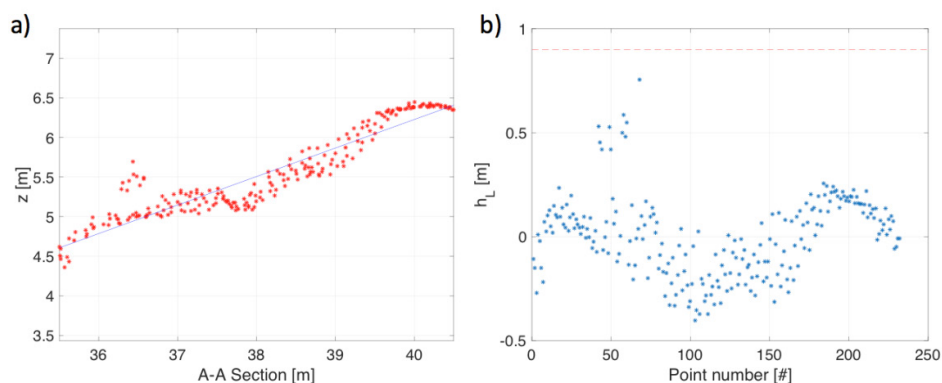 a)
7
6.5
6
5.5
5
4.5
4
3.5
z [m]
36 37 38 39 40
A-A Section [m]
b)
1
0.5
0
-0.5
h_L [m]
0 50 100 150 200 250
Point number [#]